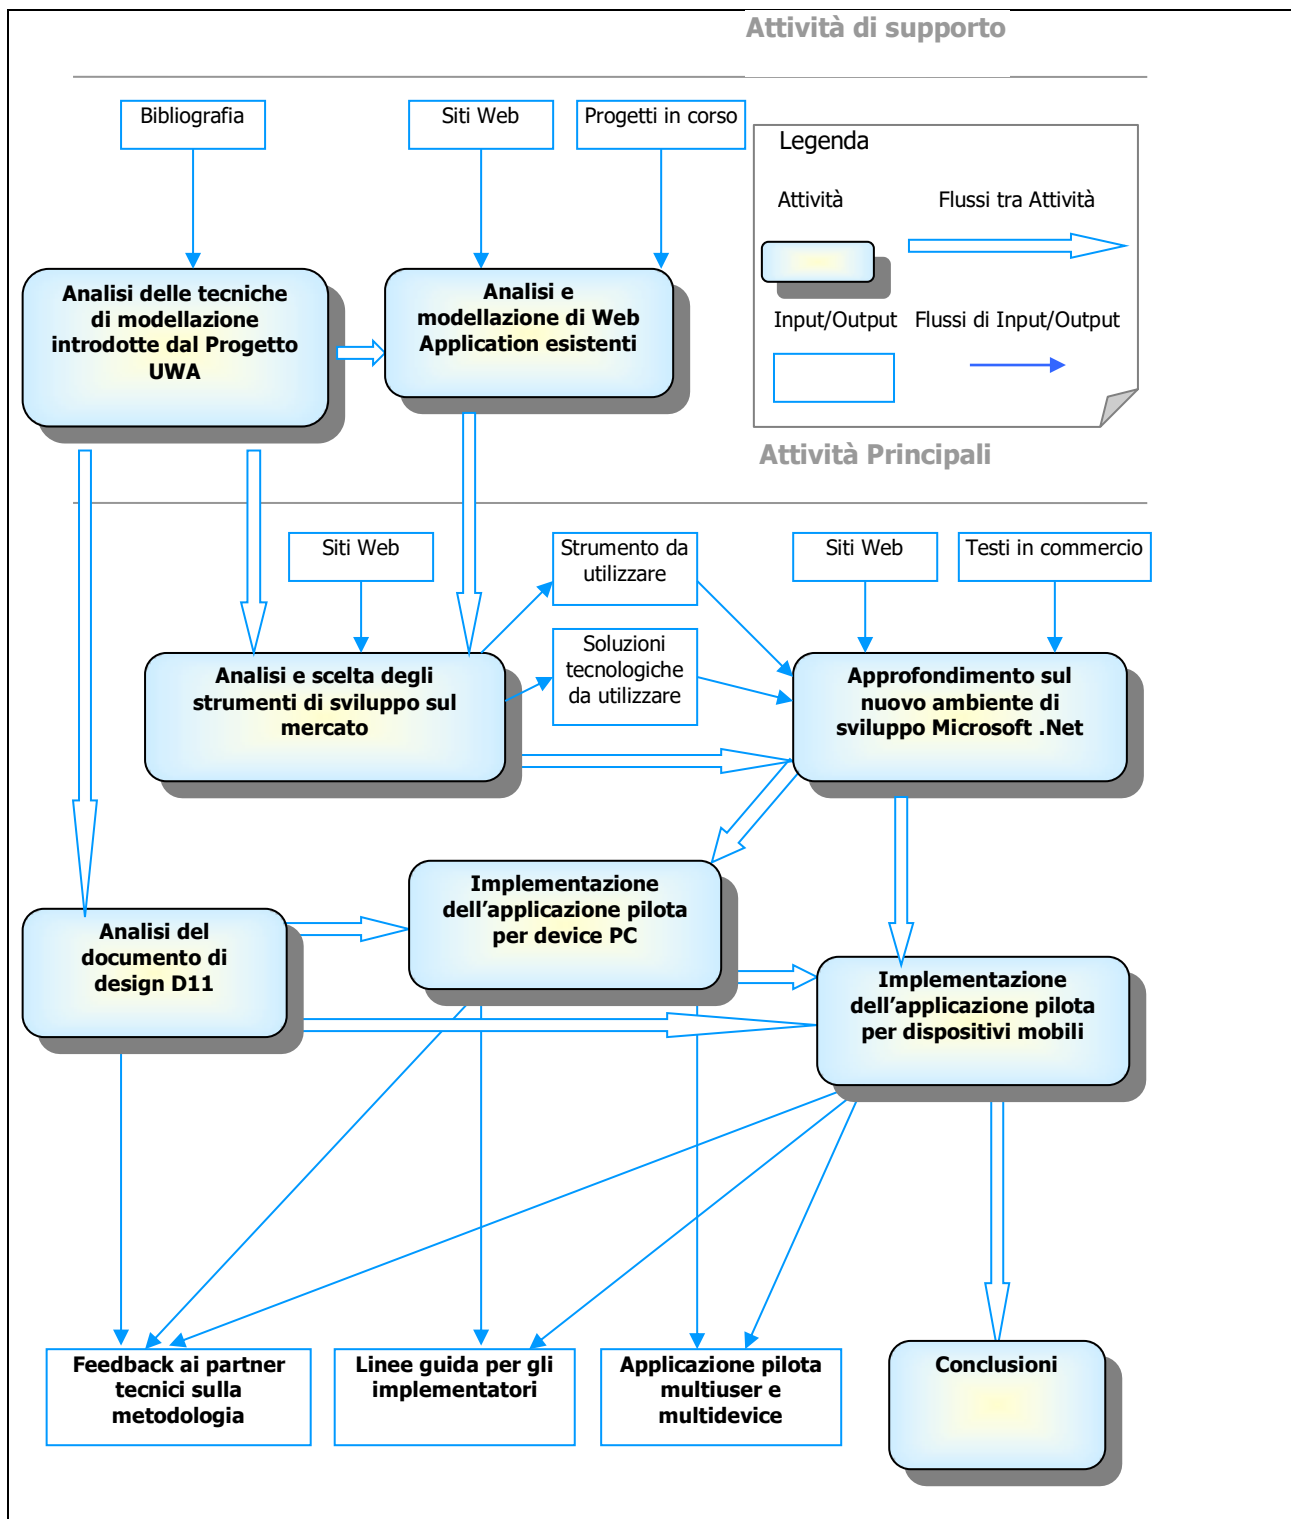 Attività di supporto
Bibliografia
Siti Web
Progetti in corso
Legenda
Attività
Flussi tra Attività
Input/Output
Flussi di Input/Output
Analisi delle tecniche
di modellazione
introdotte dal Progetto
UWA
Analisi e
modellazione di Web
Application esistenti
Attività Principali
Siti Web
Strumento da
utilizzare
Soluzioni
tecnologiche
da utilizzare
Siti Web
Testi in commercio
Analisi e scelta degli
strumenti di sviluppo sul
mercato
Approfondimento sul
nuovo ambiente di
sviluppo Microsoft .Net
Implementazione
dell’applicazione pilota
per device PC
Analisi del
documento di
design D11
Implementazione
dell’applicazione pilota
per dispositivi mobili
Feedback ai partner
tecnici sulla
metodologia
Linee guida per gli
implementatori
Applicazione pilota
multiuser e
multidevice
Conclusioni